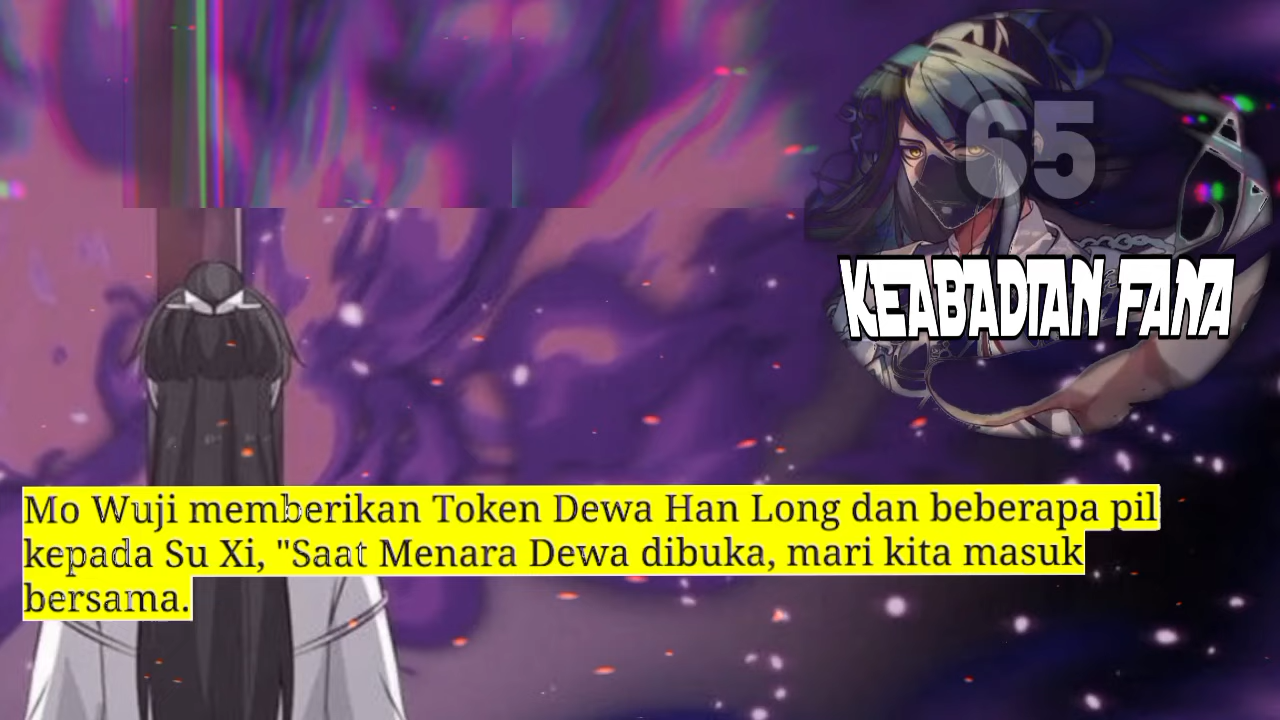 65
KEABADIAN FANA
Mo Wuji memberikan Token Dewa Han Long dan beberapa pil
kepada Su Xi, "Saat Menara Dewa dibuka, mari kita masuk
bersama.